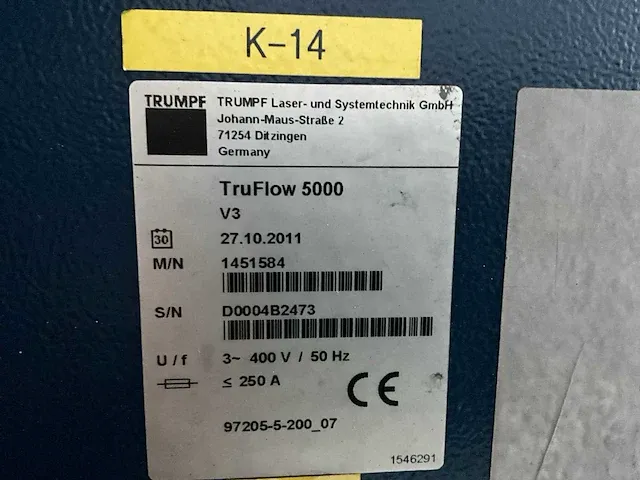 K-14
TRUMPF
TRUMPF Laser- und Systemtechnik GmbH
Johann-Maus-Straße 2
71254 Ditzingen
Germany
TruFlow 5000
V3
30 27.10.2011
M/N 1451584
S/N D0004B2473
U / f 3~ 400 V / 50 Hz
≤ 250 A
CE
97205-5-200_07
1546291